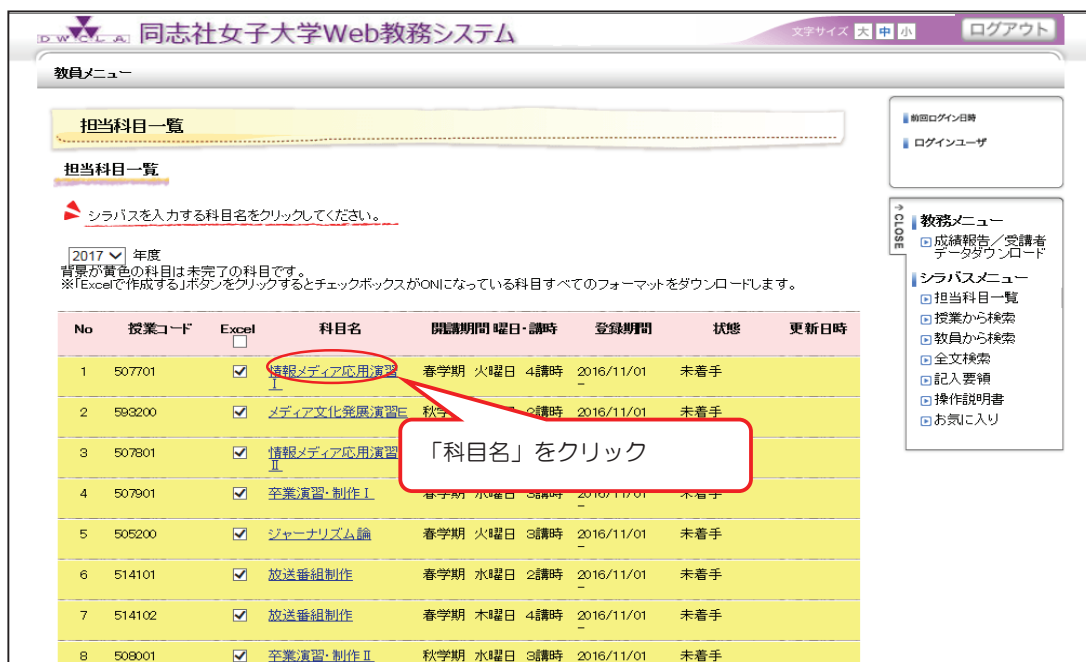 DWCLA 同志社女子大学Web教務システム
文字サイズ 大 中 小 ログアウト
教員メニュー
担当科目一覧
担当科目一覧
シラバスを入力する科目名をクリックしてください。
2017 年度
背景が黄色の科目は未完了の科目です。
※「Excelで作成する」ボタンをクリックするとチェックボックスがONになっている科目すべてのフォーマットをダウンロードします。
No 授業コード Excel 科目名 開講期間 曜日・講時 登録期間 状態 更新日時
1 507701 情報メディア応用演習 春学期 火曜日 4講時 2016/11/01 未着手
Ⅰ –
2 593200 メディア文化発展演習E 秋学 2講時 2016/11/01 未着手
3 507801 情報メディア応用演習
Ⅱ
「科目名」をクリック
4 507901 卒業演習・制作Ⅰ 春学期 水曜日 3講時 2016/11/01 未着手
–
5 505200 ジャーナリズム論 春学期 火曜日 3講時 2016/11/01 未着手
–
6 514101 放送番組制作 春学期 水曜日 2講時 2016/11/01 未着手
–
7 514102 放送番組制作 春学期 木曜日 4講時 2016/11/01 未着手
–
8 508001 卒業演習・制作Ⅱ 秋学期 水曜日 3講時 2016/11/01 未着手
前回ログイン日時
ログインユーザ
→CLOSE
教務メニュー
成績報告／受講者
データダウンロード
シラバスメニュー
担当科目一覧
授業から検索
教員から検索
全文検索
記入要領
操作説明書
お気に入り